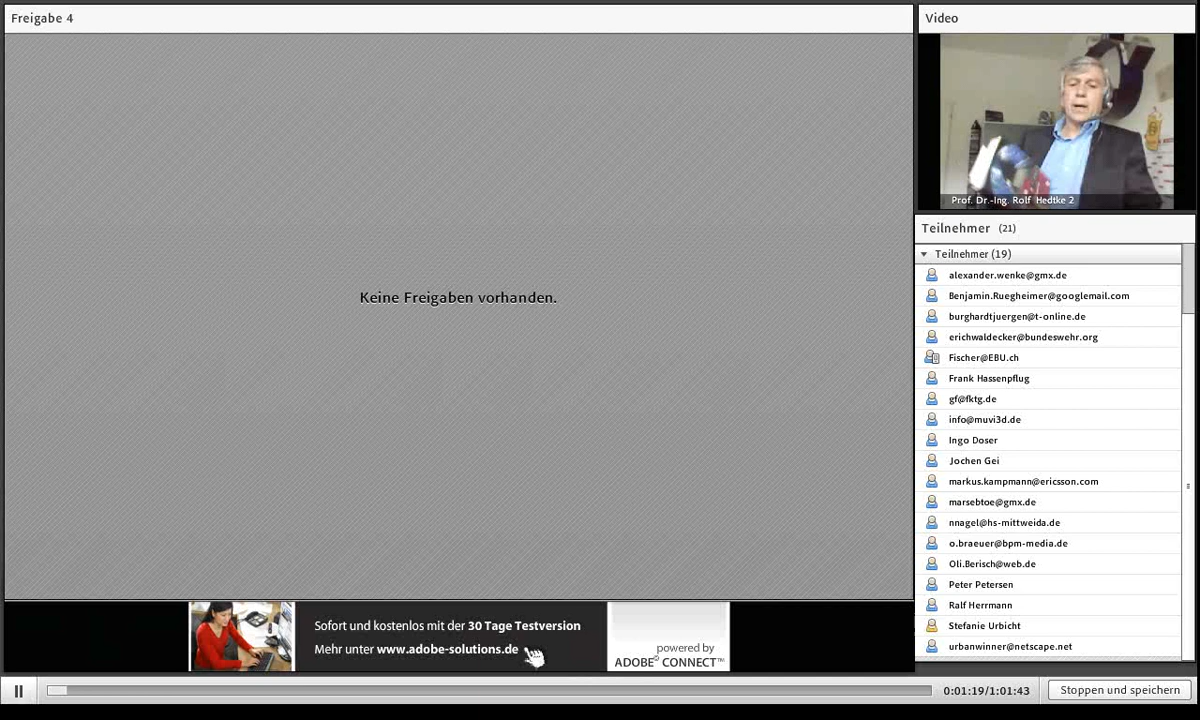 Freigabe 4
Keine Freigaben vorhanden.
Sofort und kostenlos mit der 30 Tage Testversion
Mehr unter www.adobe-solutions.de
powered by
ADOBE® CONNECT™
Video
Prof. Dr.-Ing. Rolf Hedtke 2
Teilnehmer (21)
Teilnehmer (19)
alexander.wenke@gmx.de
Benjamin.Ruegheimer@googlemail.com
burghardtjuergen@t-online.de
erichwaldecker@bundeswehr.org
Fischer@EBU.ch
Frank Hassenpflug
gf@fktg.de
info@muvi3d.de
Ingo Doser
Jochen Gei
markus.kampmann@ericsson.com
marsebtoe@gmx.de
nnagel@hs-mittweida.de
o.braeuer@bpm-media.de
Oli.Berisch@web.de
Peter Petersen
Ralf Herrmann
Stefanie Urbicht
urbanwinner@netscape.net
0:01:19/1:01:43
Stoppen und speichern